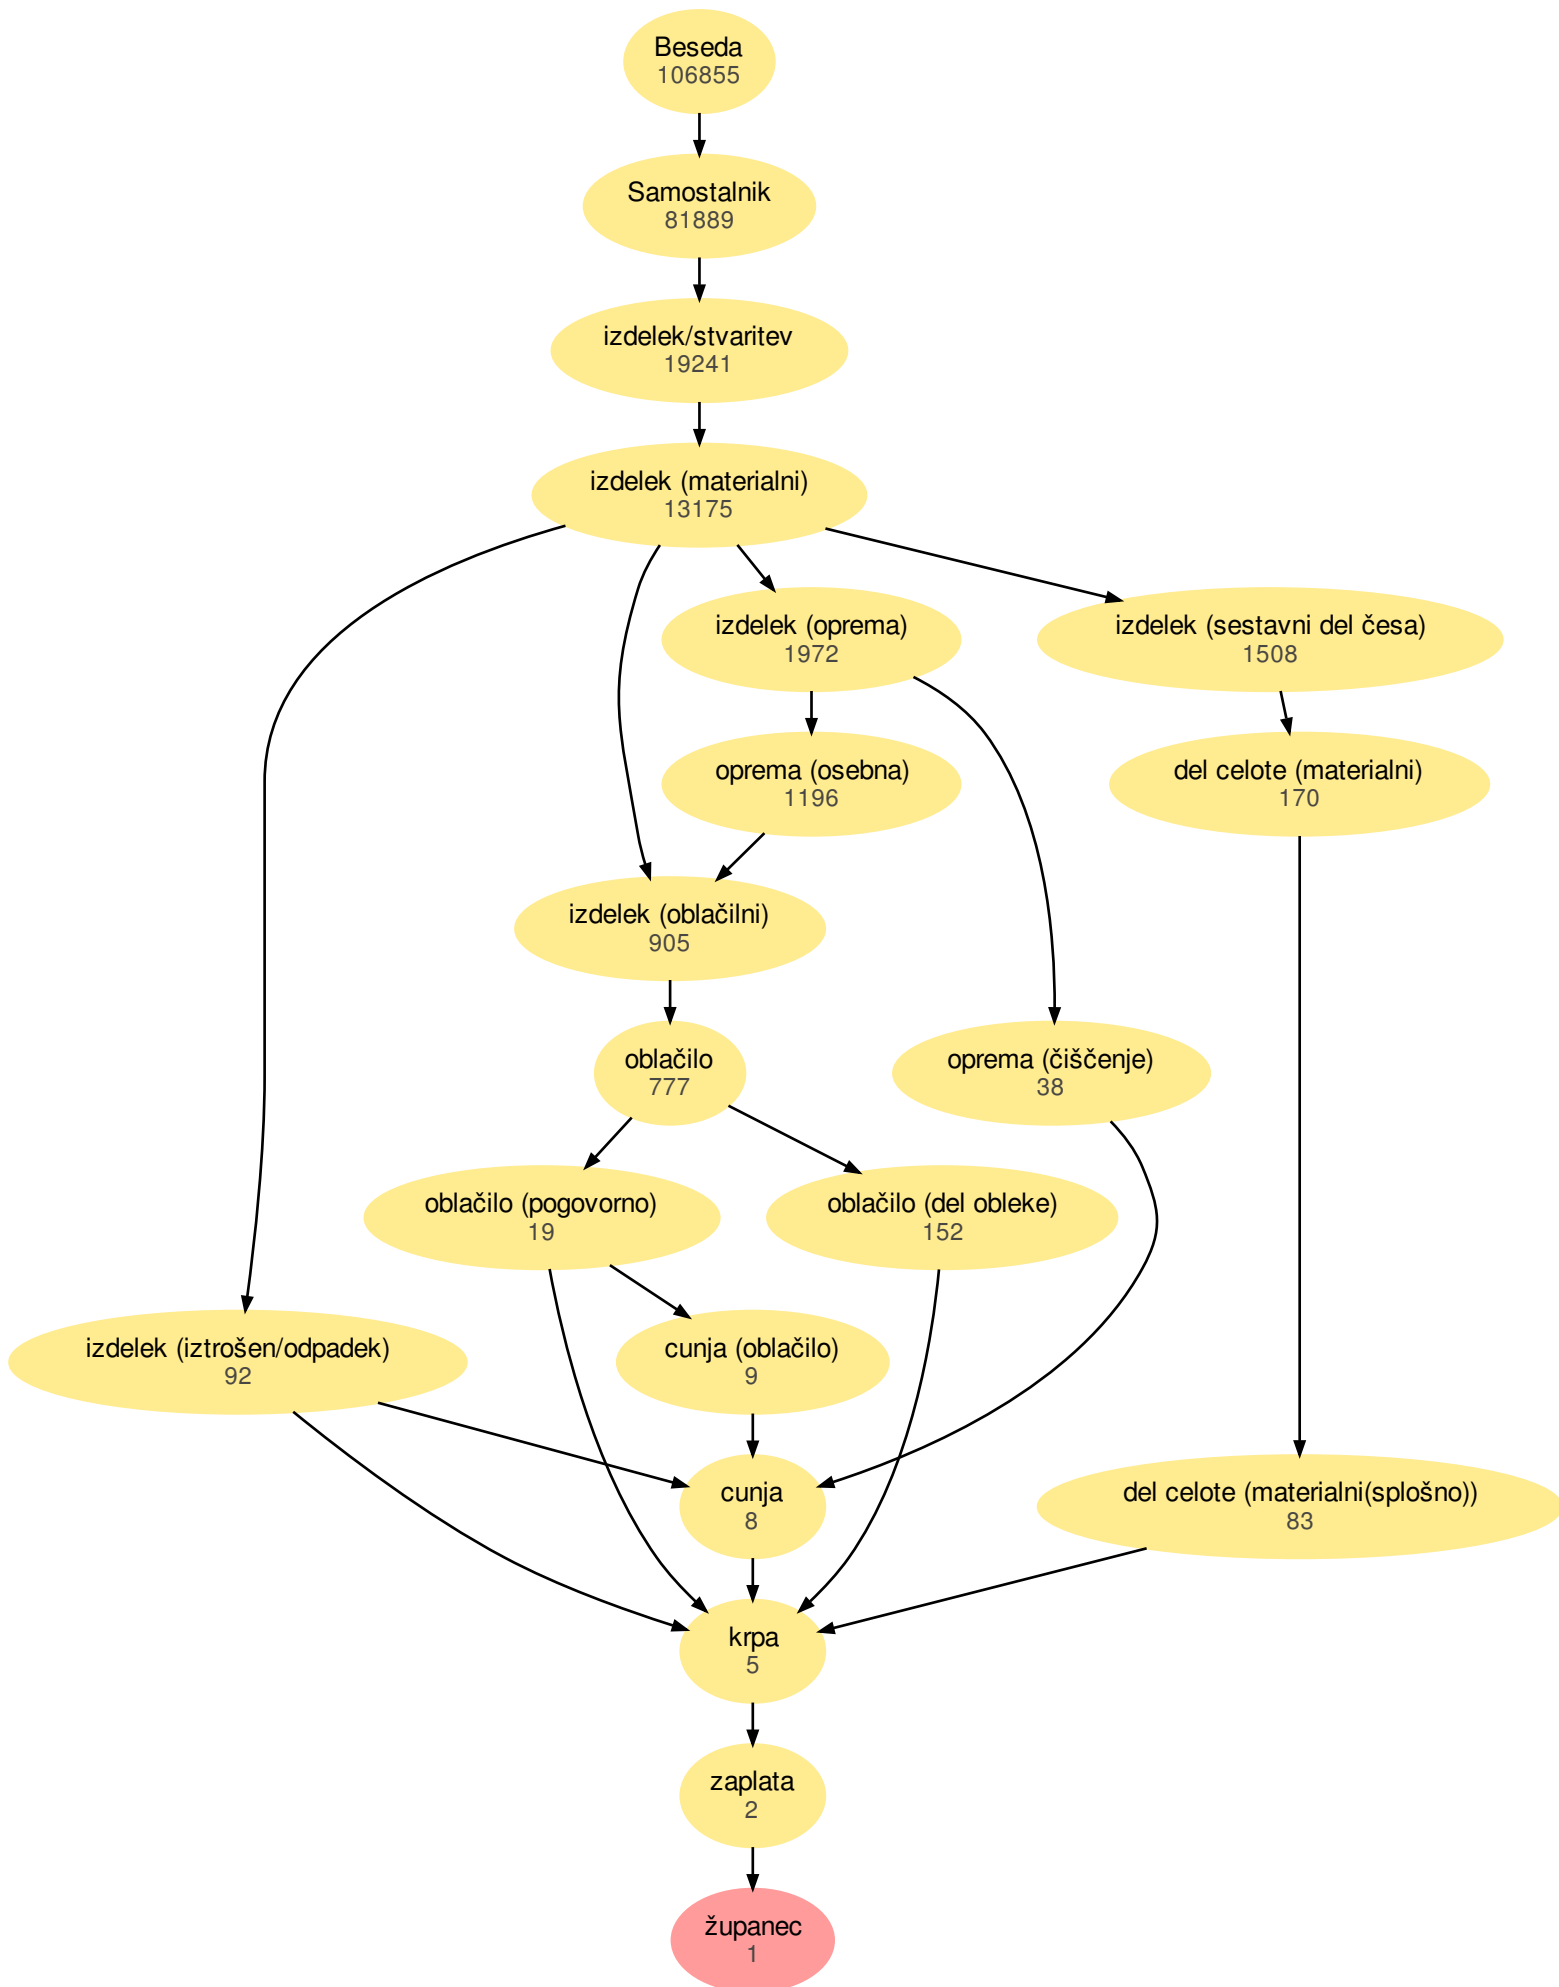 Beseda
106855
Samostalnik
81889
izdelek/stvaritev
19241
izdelek (materialni)
13175
izdelek (oprema)
1972
izdelek (sestavni del česa)
1508
oprema (osebna)
1196
del celote (materialni)
170
izdelek (oblačilni)
905
oblačilo
777
oprema (čiščenje)
38
oblačilo (pogovorno)
19
oblačilo (del obleke)
152
izdelek (iztrošen/odpadek)
92
cunja (oblačilo)
9
cunja
8
del celote (materialni(splošno))
83
krpa
5
zaplata
2
županec
1